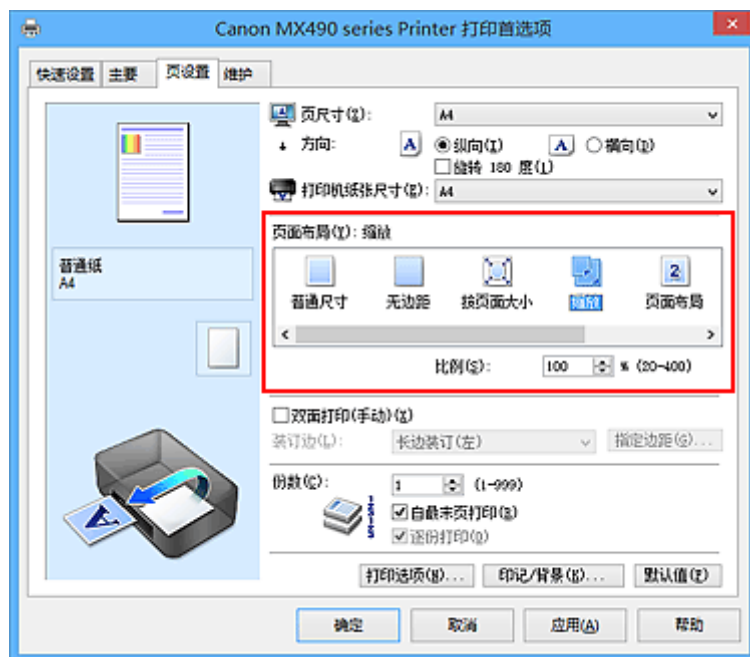 Canon MX490 series Printer 打印首选项
快速设置 主要 页设置 维护
页尺寸(Z): A4
方向: A 纵向(I) A 横向(D)
旋转 180 度(L)
打印机纸张尺寸(E): A4
页面布局(Y): 缩放
普通纸
A4
普通尺寸 无边距 按页面大小 缩放 页面布局
比例(S): 100 % (20-400)
双面打印(手动)(X)
装订边(L): 长边装订(左) 指定边距(G)...
份数(C): 1 (1-999)
自最末页打印(R)
逐份打印(O)
打印选项(N)... 印记/背景(B)... 默认值(F)
确定 取消 应用(A) 帮助